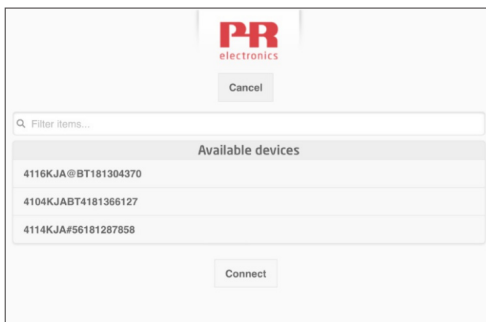 PR
electronics
Cancel
Filter items...
Available devices
4116KJA@BT181304370
4104KJABT4181366127
4114KJA#56181287858
Connect